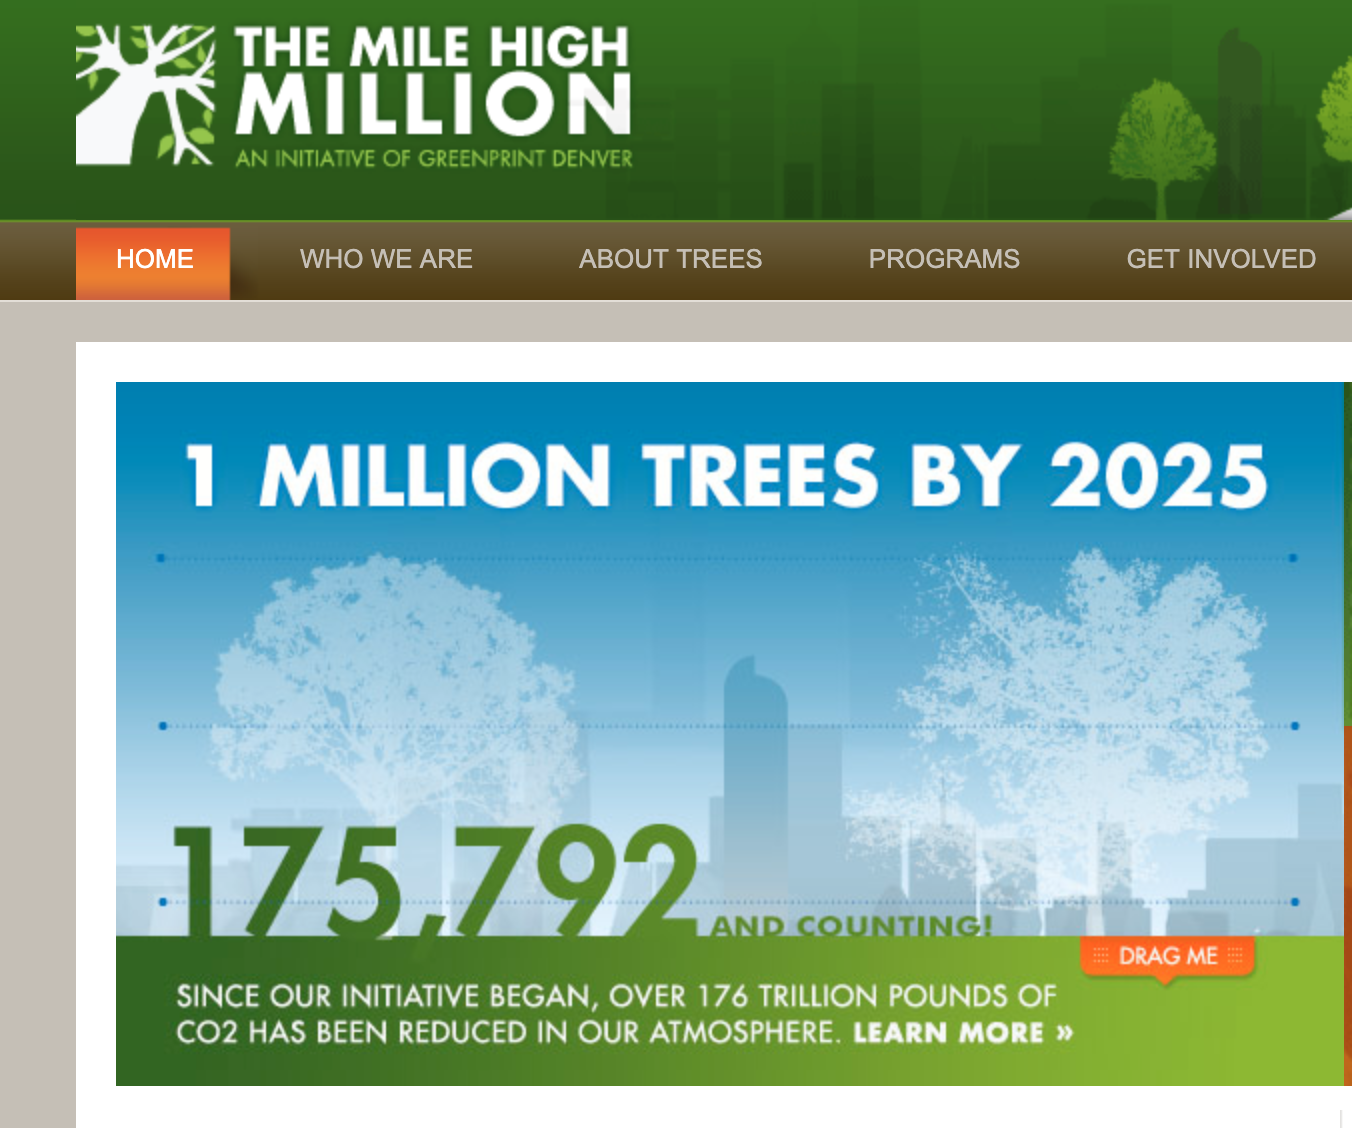 THE MILE HIGH
MILLION
AN INITIATIVE OF GREENPRINT DENVER
HOME WHO WE ARE ABOUT TREES PROGRAMS GET INVOLVED
1 MILLION TREES BY 2025
175,792 AND COUNTING!
DRAG ME
SINCE OUR INITIATIVE BEGAN, OVER 176 TRILLION POUNDS OF
CO2 HAS BEEN REDUCED IN OUR ATMOSPHERE. LEARN MORE »